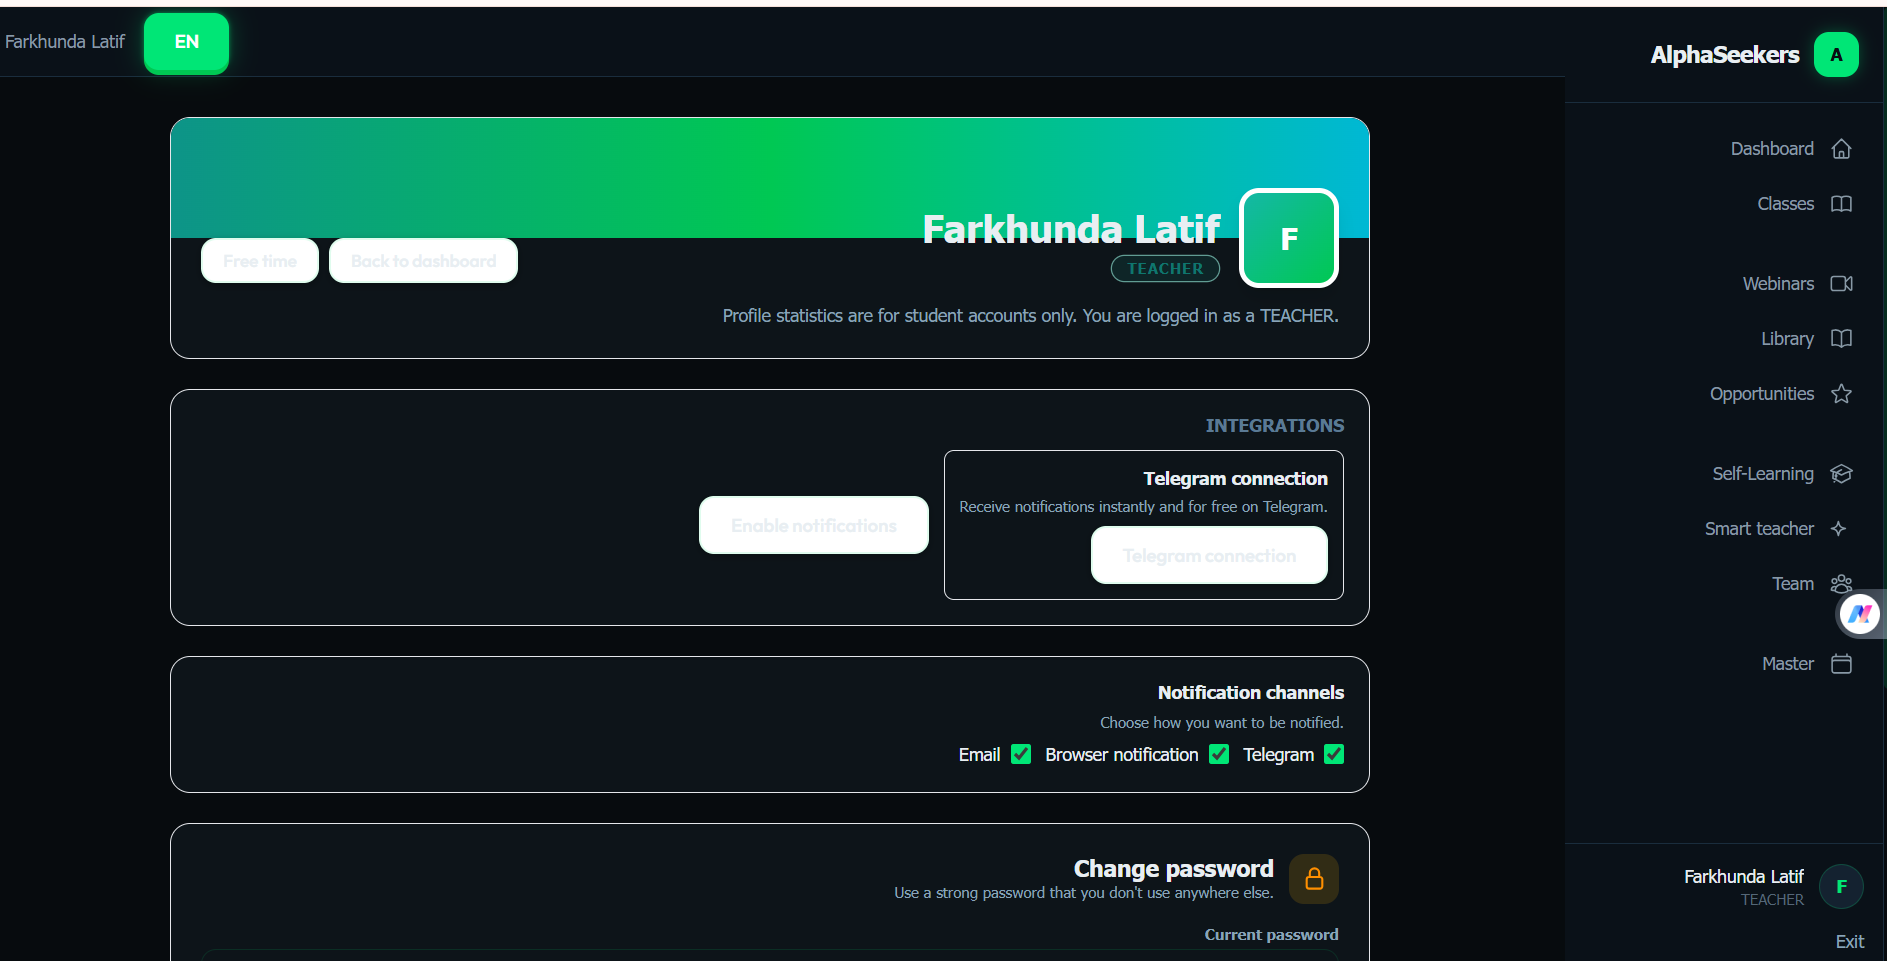 Farkhunda Latif
EN
AlphaSeekers
A
Dashboard
Classes
Webinars
Library
Opportunities
Self-Learning
Smart teacher
Team
Master
Farkhunda Latif
TEACHER
F
Exit
Farkhunda Latif
F
TEACHER
Free time
Back to dashboard
Profile statistics are for student accounts only. You are logged in as a TEACHER.
INTEGRATIONS
Telegram connection
Receive notifications instantly and for free on Telegram.
Telegram connection
Enable notifications
Notification channels
Choose how you want to be notified.
Email Browser notification Telegram
Change password
Use a strong password that you don't use anywhere else.
Current password